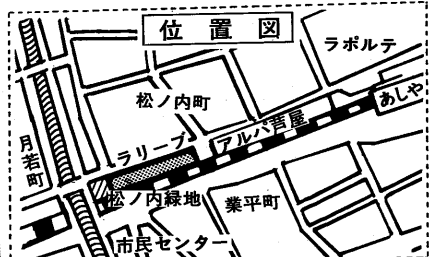 位置図
ラポルテ
松ノ内町
あしや
アルパ芦屋
ラリーブ
月若町
松ノ内緑地
業平町
市民センター